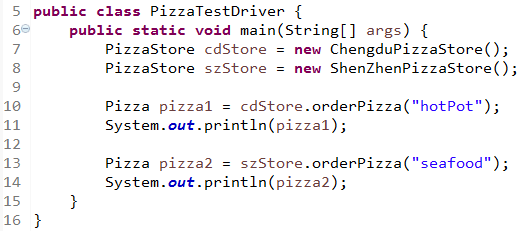 5 public class PizzaTestDriver {
6 public static void main(String[] args) {
7 PizzaStore cdStore = new ChengduPizzaStore();
8 PizzaStore szStore = new ShenZhenPizzaStore();
9
10 Pizza pizza1 = cdStore.orderPizza("hotPot");
11 System.out.println(pizza1);
12
13 Pizza pizza2 = szStore.orderPizza("seafood");
14 System.out.println(pizza2);
15 }
16 }